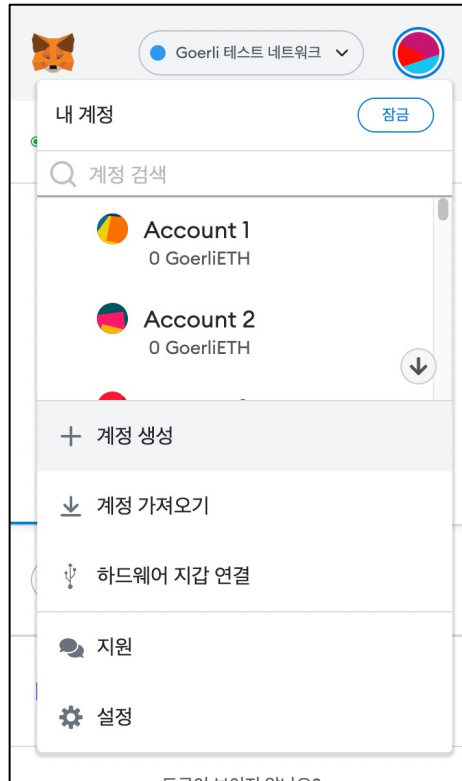 Goerli 테스트 네트워크
내 계정
잠금
계정 검색
Account 1
0 GoerliETH
Account 2
0 GoerliETH
계정 생성
계정 가져오기
하드웨어 지갑 연결
지원
설정